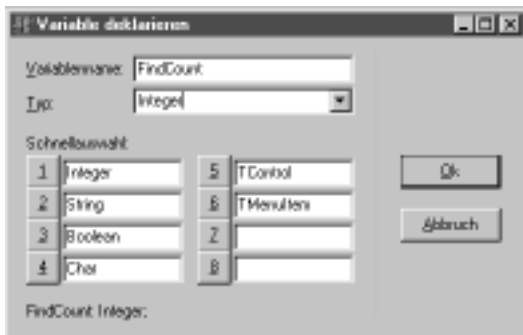 Variable deklarieren
Variablenname: FindCount
Typ: Integer
Schnellauswahl:
1 Integer 5 TControl
2 String 6 TMenuItem
3 Boolean 7
4 Char 8
Ok
Abbruch
FindCount: Integer;